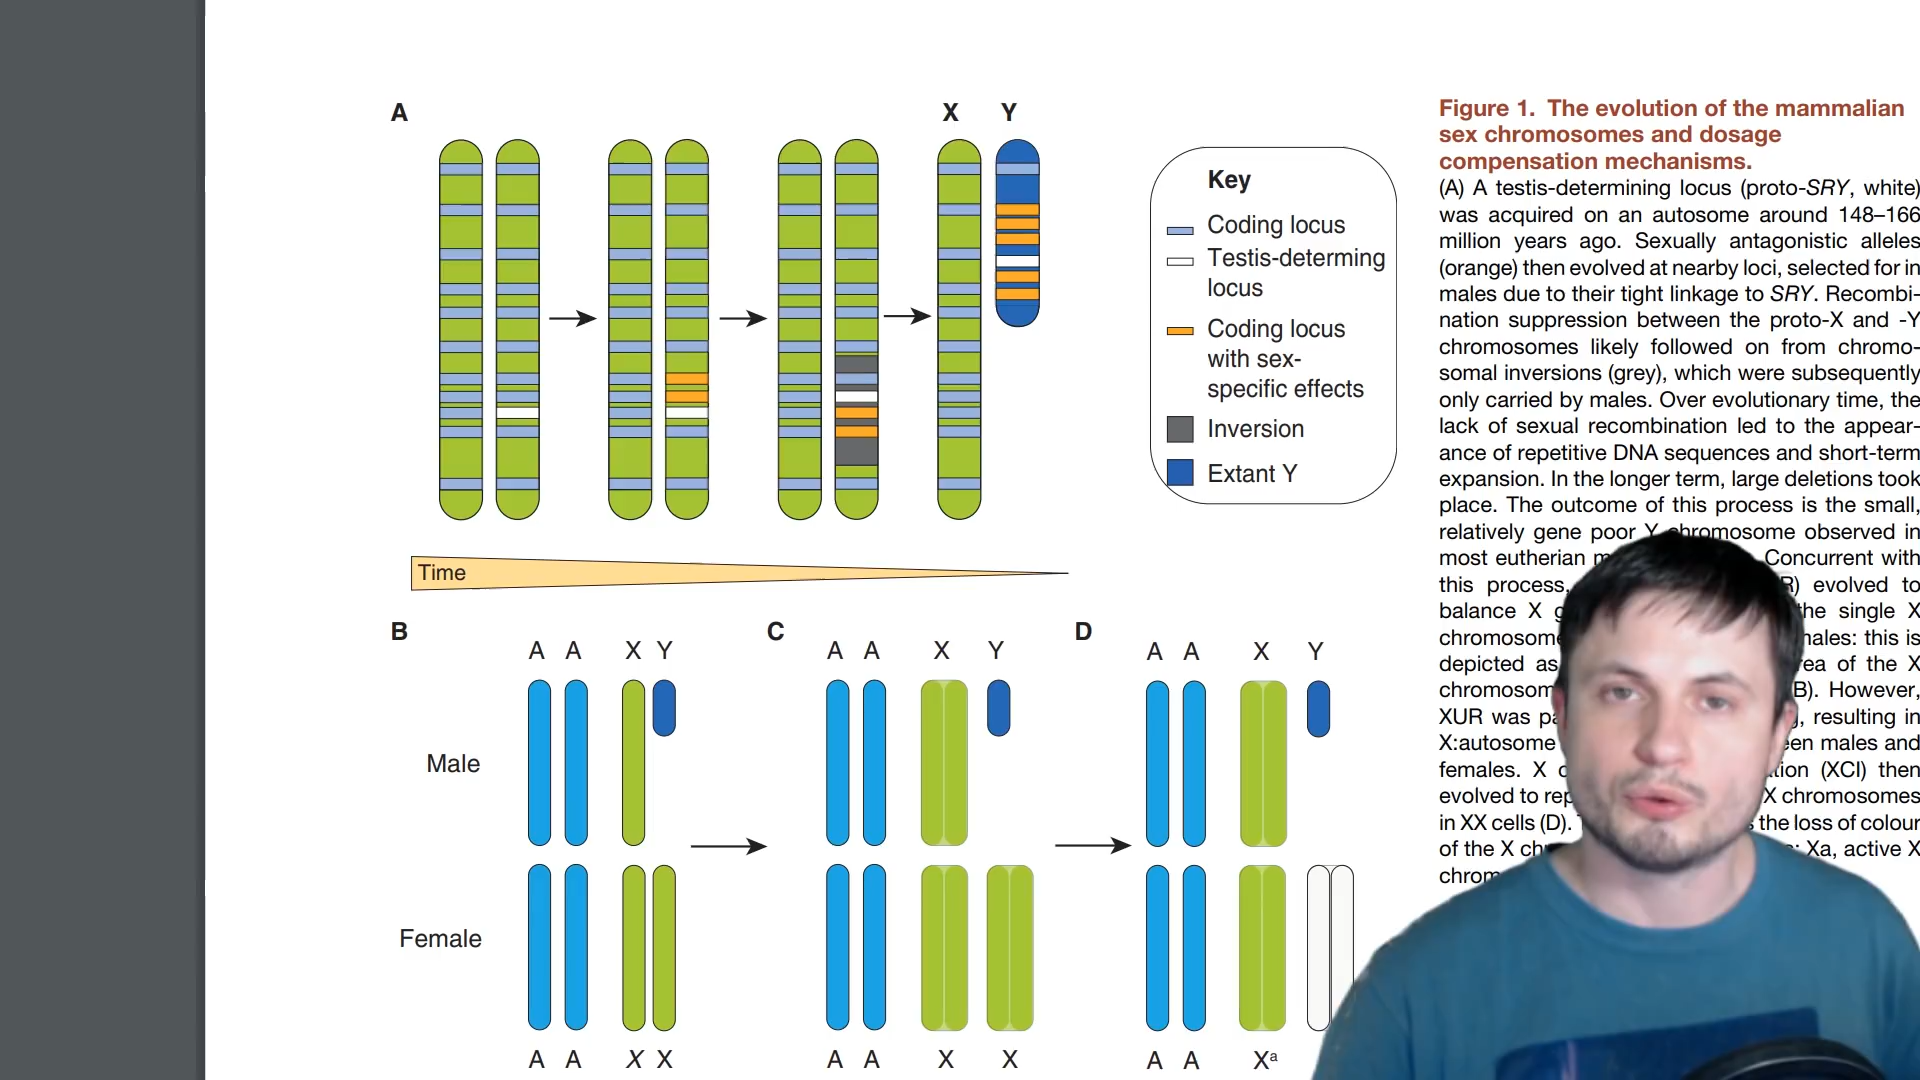 A
X Y
Key
Coding locus
Testis-determing
locus
Coding locus
with sex-
specific effects
Inversion
Extant Y
Time
B
C
D
A A X Y
A A X Y
A A X Y
Male
Female
A A X X
A A X X
A A Xa
Figure 1. The evolution of the mammalian
sex chromosomes and dosage
compensation mechanisms.
(A) A testis-determining locus (proto-SRY, white)
was acquired on an autosome around 148–166
million years ago. Sexually antagonistic alleles
(orange) then evolved at nearby loci, selected for in
males due to their tight linkage to SRY. Recombi-
nation suppression between the proto-X and -Y
chromosomes likely followed on from chromo-
somal inversions (grey), which were subsequently
only carried by males. Over evolutionary time, the
lack of sexual recombination led to the appear-
ance of repetitive DNA sequences and short-term
expansion. In the longer term, large deletions took
place. The outcome of this process is the small,
relatively gene poor Y chromosome observed in
most eutherian Concurrent with
this process, evolved to
balance X the single X
chromosome males: this is
depicted as of the X
chromosom (B). However,
XUR was resulting in
X:autosome males and
females. X (XCI) then
evolved to X chromosomes
in XX cells (D). the loss of colour
of the X Xa, active X
chrom